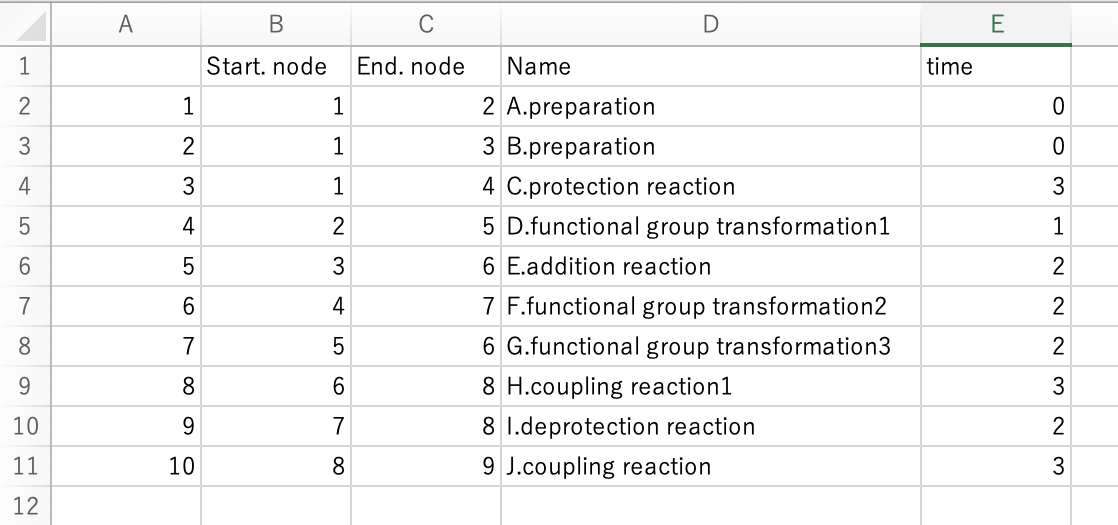 A B C D E
1 Start. node End. node Name time
2 1 1 2 A.preparation 0
3 2 1 3 B.preparation 0
4 3 1 4 C.protection reaction 3
5 4 2 5 D.functional group transformation1 1
6 5 3 6 E.addition reaction 2
7 6 4 7 F.functional group transformation2 2
8 7 5 6 G.functional group transformation3 2
9 8 6 8 H.coupling reaction1 3
10 9 7 8 I.deprotection reaction 2
11 10 8 9 J.coupling reaction 3
12